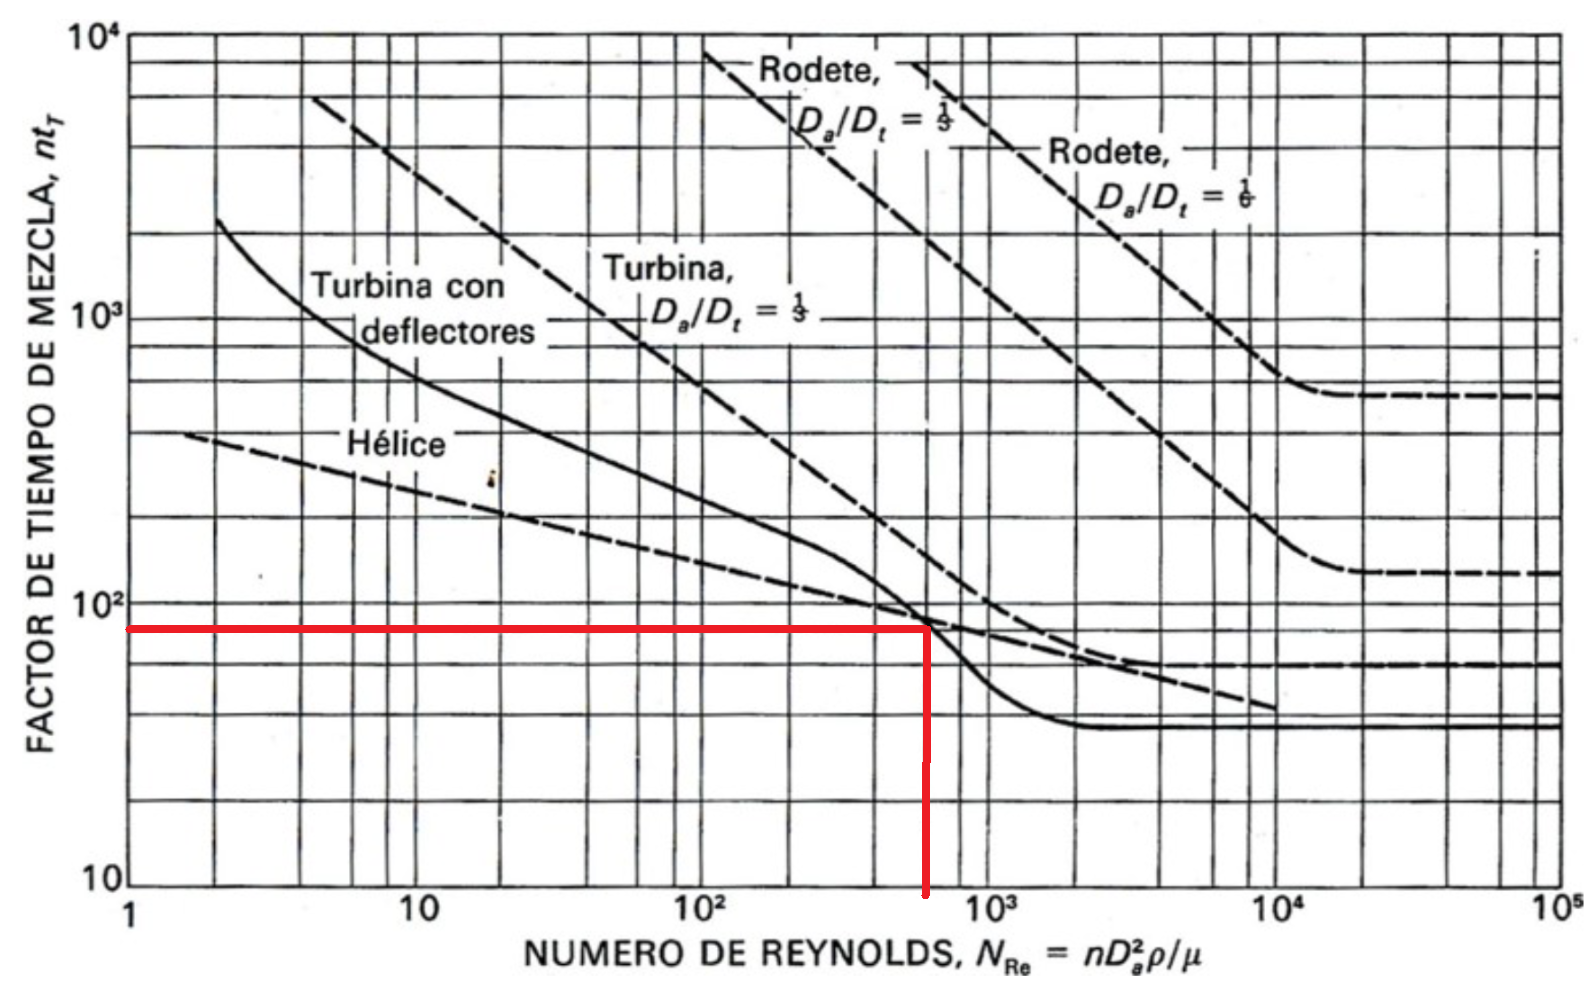 10⁴
10³
10²
10
FACTOR DE TIEMPO DE MEZCLA, ntT
Rodete,
Da/Dt = 1/3
Rodete,
Da/Dt = 1/6
Turbina,
Da/Dt = 1/3
Turbina con
deflectores
Hélice
1 10 10² 10³ 10⁴ 10⁵
NUMERO DE REYNOLDS, NRe = nDa²ρ/μ